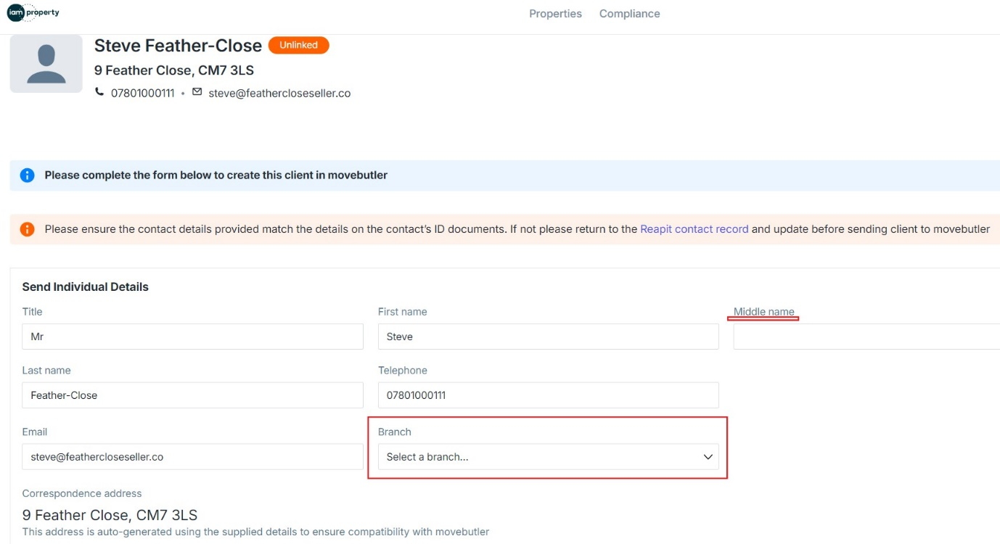 iam property
Properties Compliance
Steve Feather-Close Unlinked
9 Feather Close, CM7 3LS
07801000111 • steve@feathercloseseller.co
Please complete the form below to create this client in movebutler
Please ensure the contact details provided match the details on the contact's ID documents. If not please return to the Reapit contact record and update before sending client to movebutler
Send Individual Details
Title First name Middle name
Mr Steve
Last name Telephone
Feather-Close 07801000111
Email Branch
steve@feathercloseseller.co Select a branch...
Correspondence address
9 Feather Close, CM7 3LS
This address is auto-generated using the supplied details to ensure compatibility with movebutler